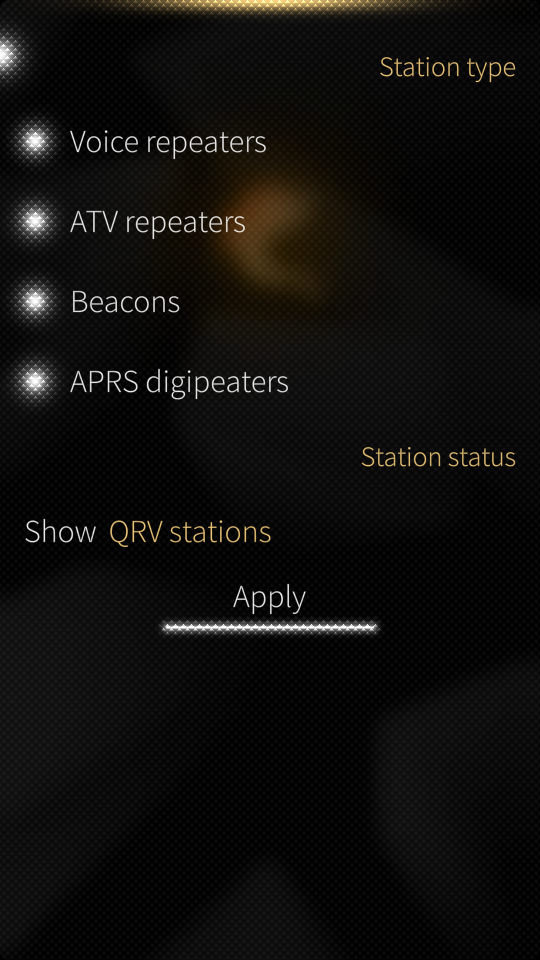 Station type
Voice repeaters
ATV repeaters
Beacons
APRS digipeaters
Station status
Show QRV stations
Apply